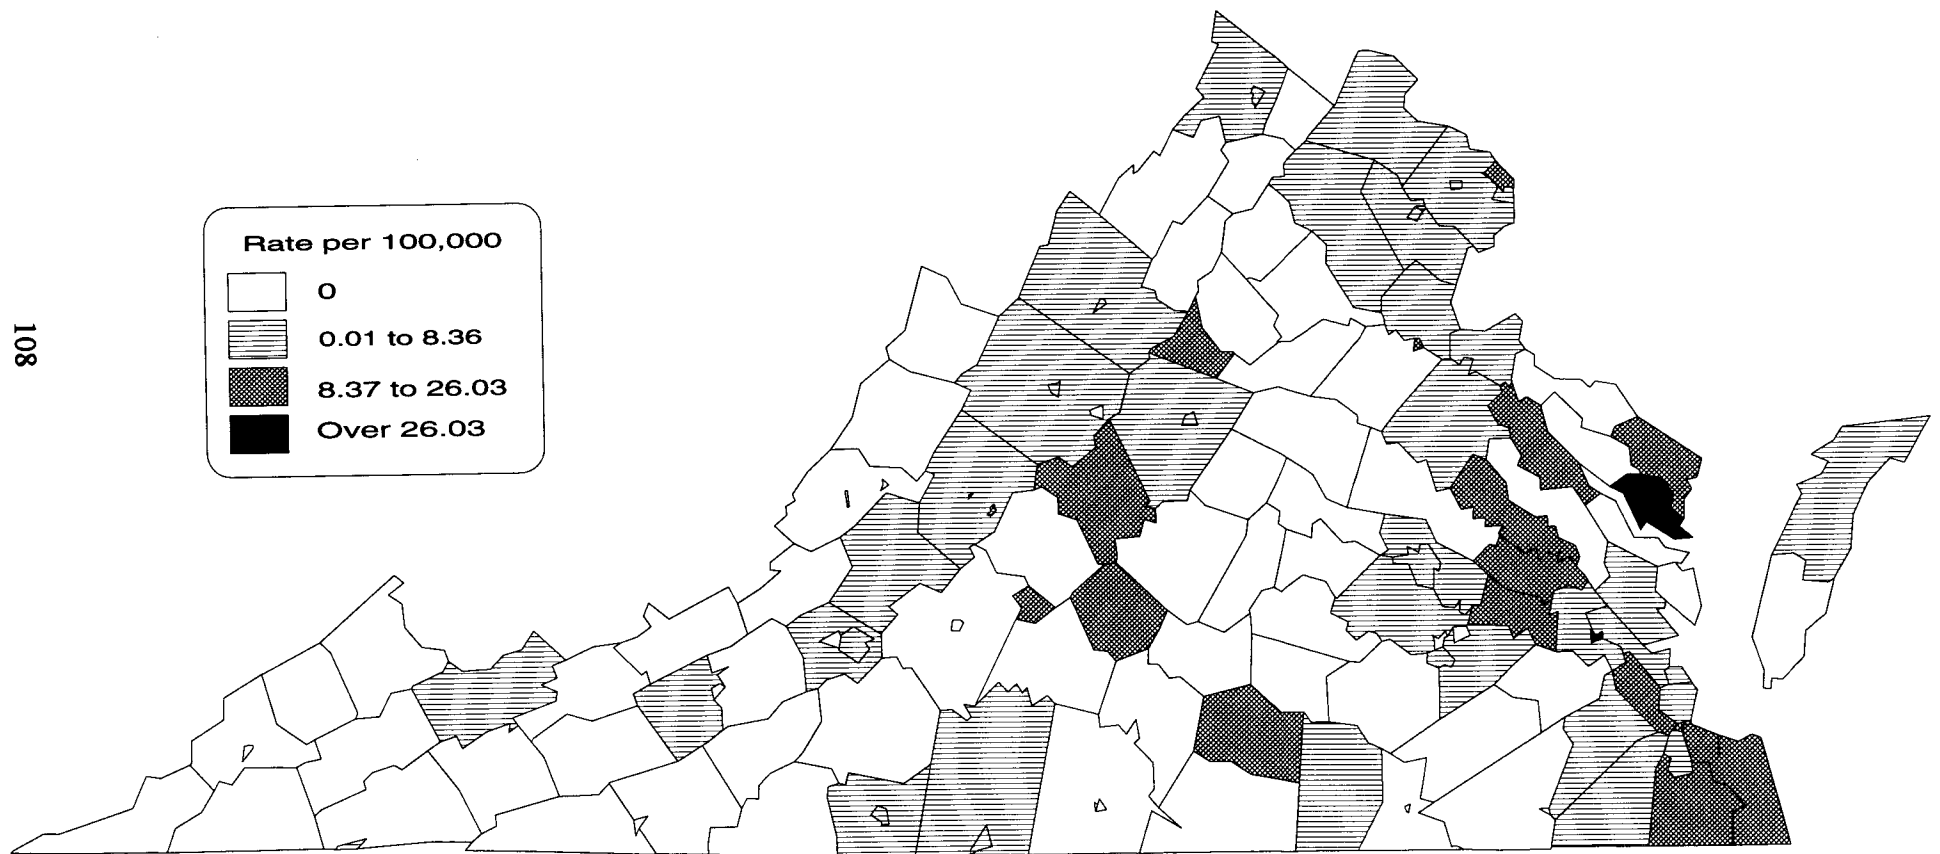 Rate per 100,000
0
0.01 to 8.36
8.37 to 26.03
Over 26.03
108